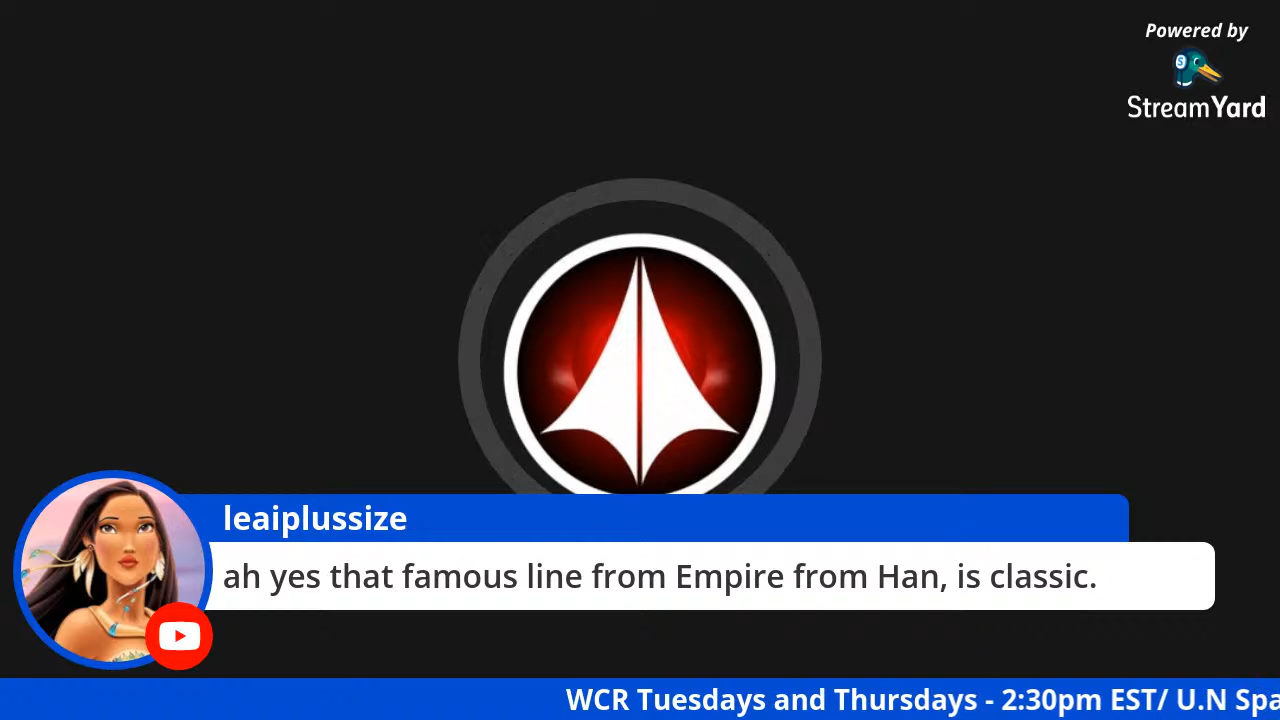 Powered by
StreamYard
leaiplussize
ah yes that famous line from Empire from Han, is classic.
WCR Tuesdays and Thursdays - 2:30pm EST/ U.N Spa